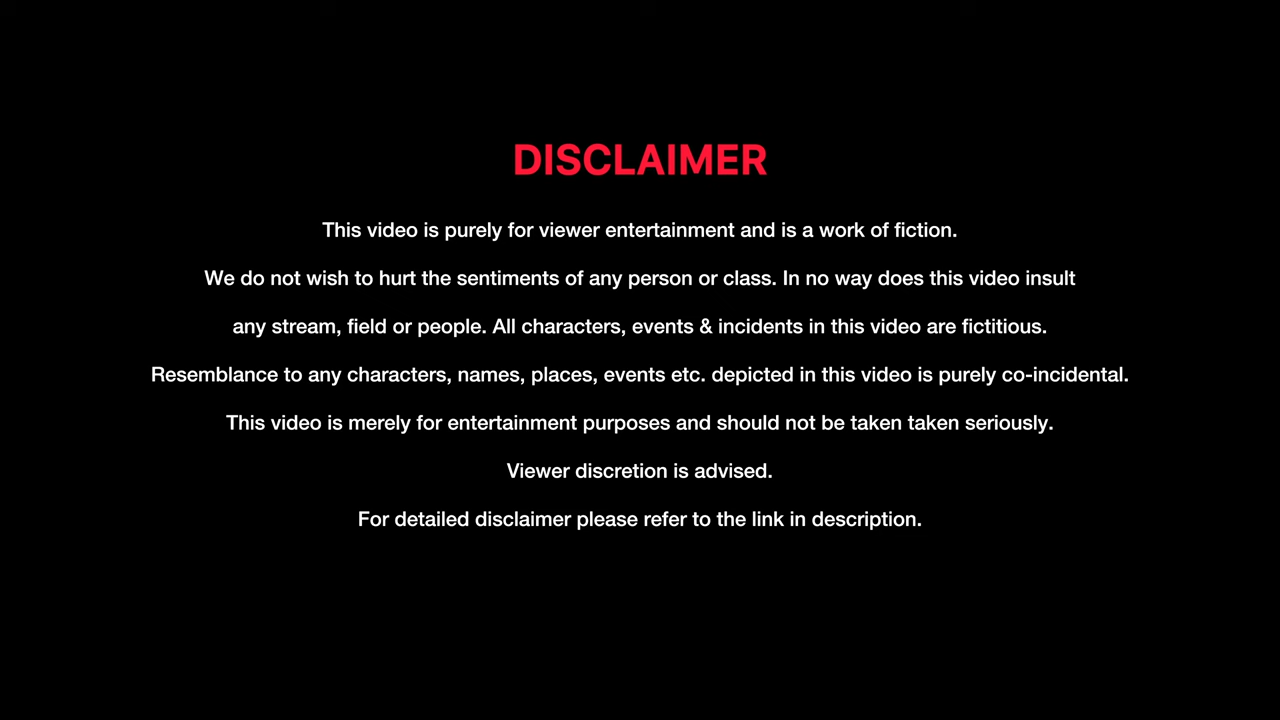 DISCLAIMER
This video is purely for viewer entertainment and is a work of fiction.
We do not wish to hurt the sentiments of any person or class. In no way does this video insult
any stream, field or people. All characters, events & incidents in this video are fictitious.
Resemblance to any characters, names, places, events etc. depicted in this video is purely co-incidental.
This video is merely for entertainment purposes and should not be taken taken seriously.
Viewer discretion is advised.
For detailed disclaimer please refer to the link in description.